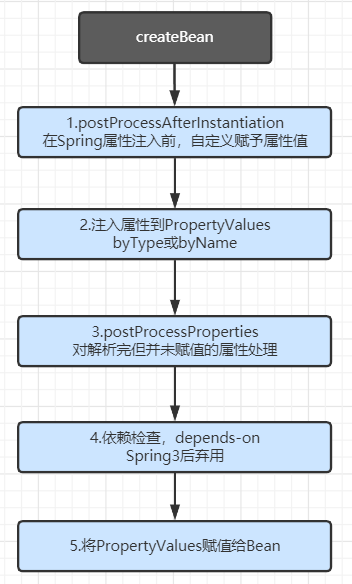 createBean
1.postProcessAfterInstantiation
在Spring属性注入前，自定义赋予属性值
2.注入属性到PropertyValues
byType或byName
3.postProcessProperties
对解析完但并未赋值的属性处理
4.依赖检查，depends-on
Spring3后弃用
5.将PropertyValues赋值给Bean